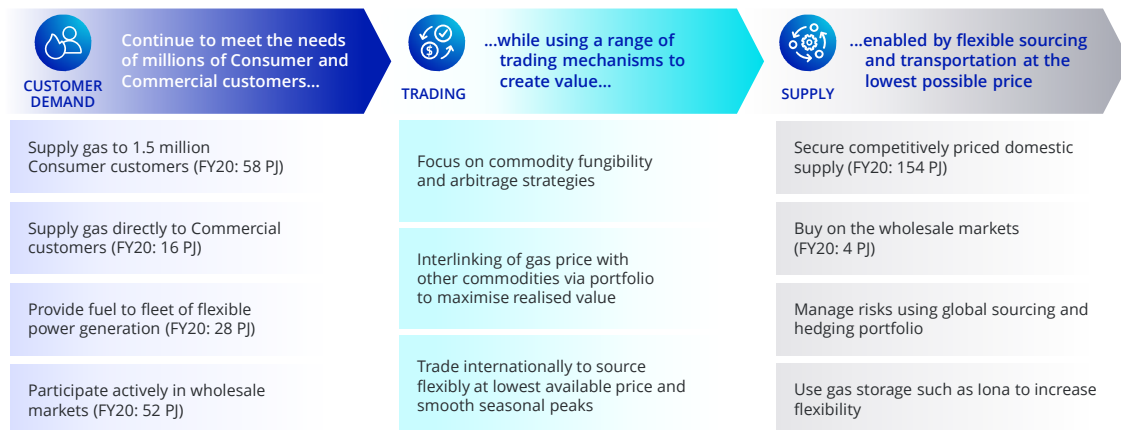 CUSTOMER
DEMAND
Continue to meet the needs
of millions of Consumer and
Commercial customers...
TRADING
...while using a range of
trading mechanisms to
create value...
SUPPLY
...enabled by flexible sourcing
and transportation at the
lowest possible price
Supply gas to 1.5 million
Consumer customers (FY20: 58 PJ)
Supply gas directly to Commercial
customers (FY20: 16 PJ)
Provide fuel to fleet of flexible
power generation (FY20: 28 PJ)
Participate actively in wholesale
markets (FY20: 52 PJ)
Focus on commodity fungibility
and arbitrage strategies
Interlinking of gas price with
other commodities via portfolio
to maximise realised value
Trade internationally to source
flexibly at lowest available price and
smooth seasonal peaks
Secure competitively priced domestic
supply (FY20: 154 PJ)
Buy on the wholesale markets
(FY20: 4 PJ)
Manage risks using global sourcing and
hedging portfolio
Use gas storage such as Iona to increase
flexibility